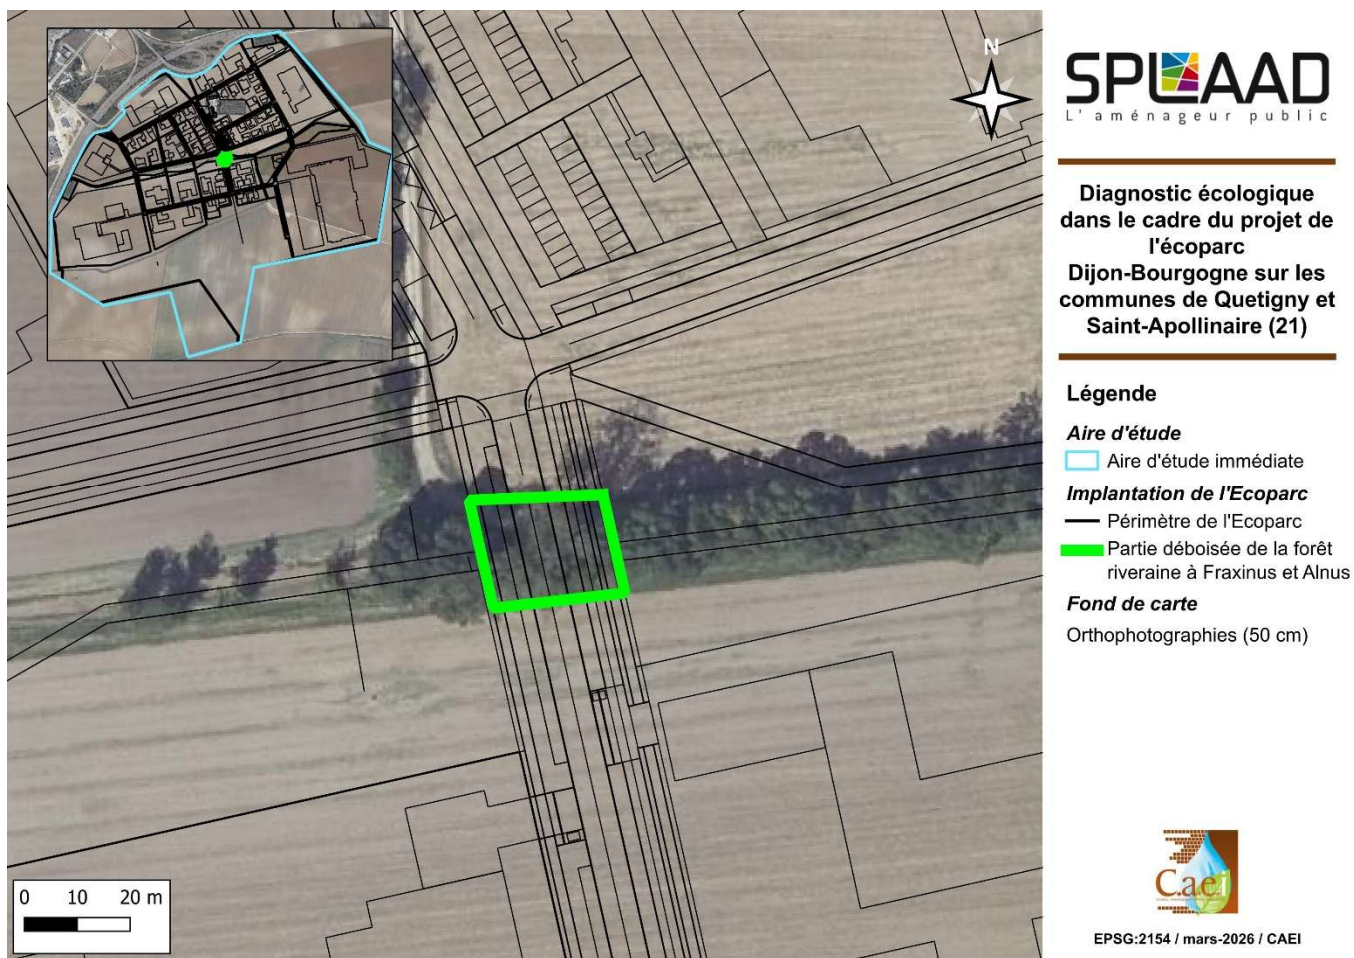 N
SPLAAD
L'aménageur public
Diagnostic écologique
dans le cadre du projet de
l'écoparc
Dijon-Bourgogne sur les
communes de Quetigny et
Saint-Apollinaire (21)
Légende
Aire d'étude
Aire d'étude immédiate
Implantation de l'Ecoparc
Périmètre de l'Ecoparc
Partie déboisée de la forêt
riveraine à Fraxinus et Alnus
Fond de carte
Orthophotographies (50 cm)
0 10 20 m
C.ae.i
EPSG:2154 / mars-2026 / CAEI